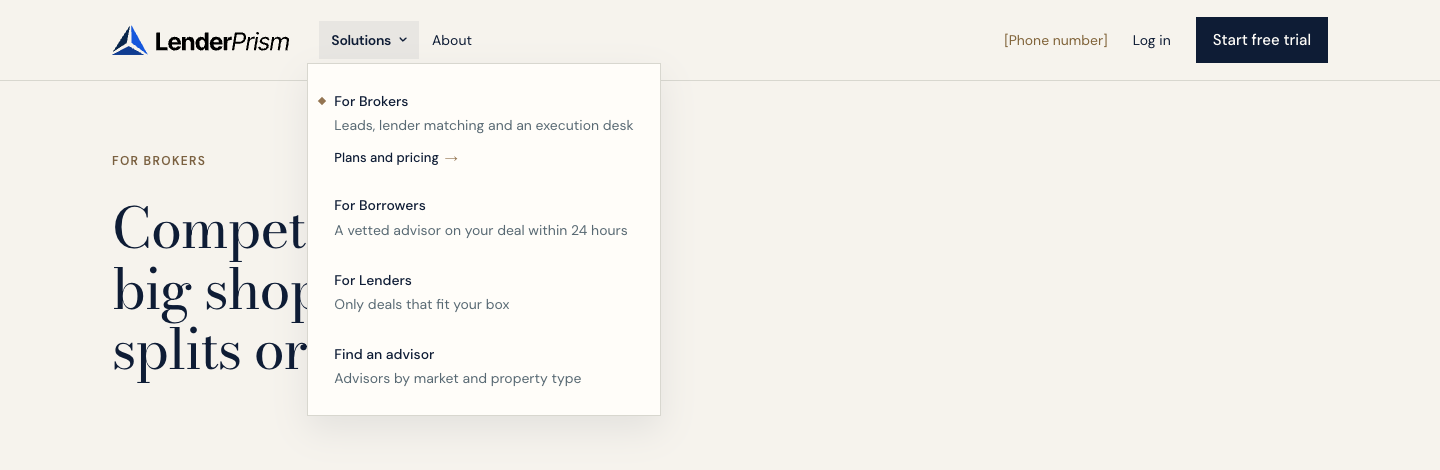 LenderPrism
Solutions
About
[Phone number]
Log in
Start free trial
For Brokers
Leads, lender matching and an execution desk
Plans and pricing →
For Borrowers
A vetted advisor on your deal within 24 hours
For Lenders
Only deals that fit your box
Find an advisor
Advisors by market and property type
FOR BROKERS
big
splits or